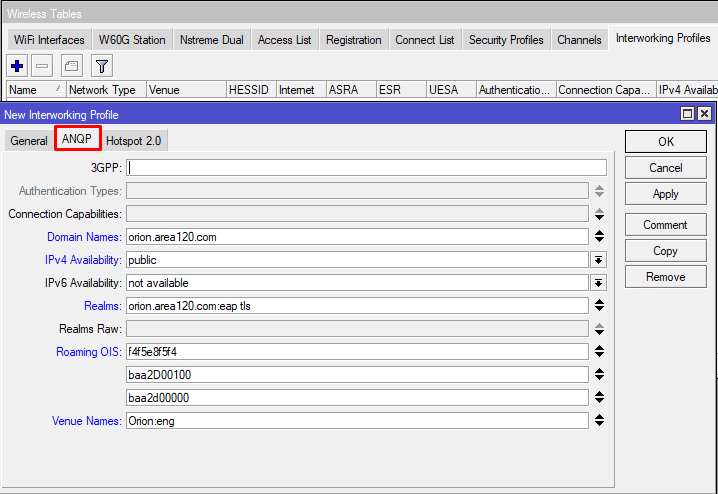 Wireless Tables
WiFi Interfaces W60G Station Nstreme Dual Access List Registration Connect List Security Profiles Channels Interworking Profiles
Name / Network Type Venue HESSID Internet ASRA ESR UESA Authenticatio... Connection Capa... IPv4 Availab
New Interworking Profile
General ANQP Hotspot 2.0
OK
3GPP:
Cancel
Authentication Types:
Apply
Connection Capabilities:
Comment
Domain Names: orion.area120.com
Copy
IPv4 Availability: public
Remove
IPv6 Availability: not available
Realms: orion.area120.com:eap tls
Realms Raw:
Roaming OIS: f4f5e8f5f4
baa2D00100
baa2d00000
Venue Names: Orion:eng